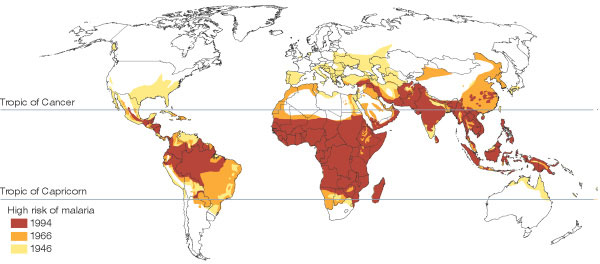 Tropic of Cancer
Tropic of Capricorn
High risk of malaria
1994
1966
1946